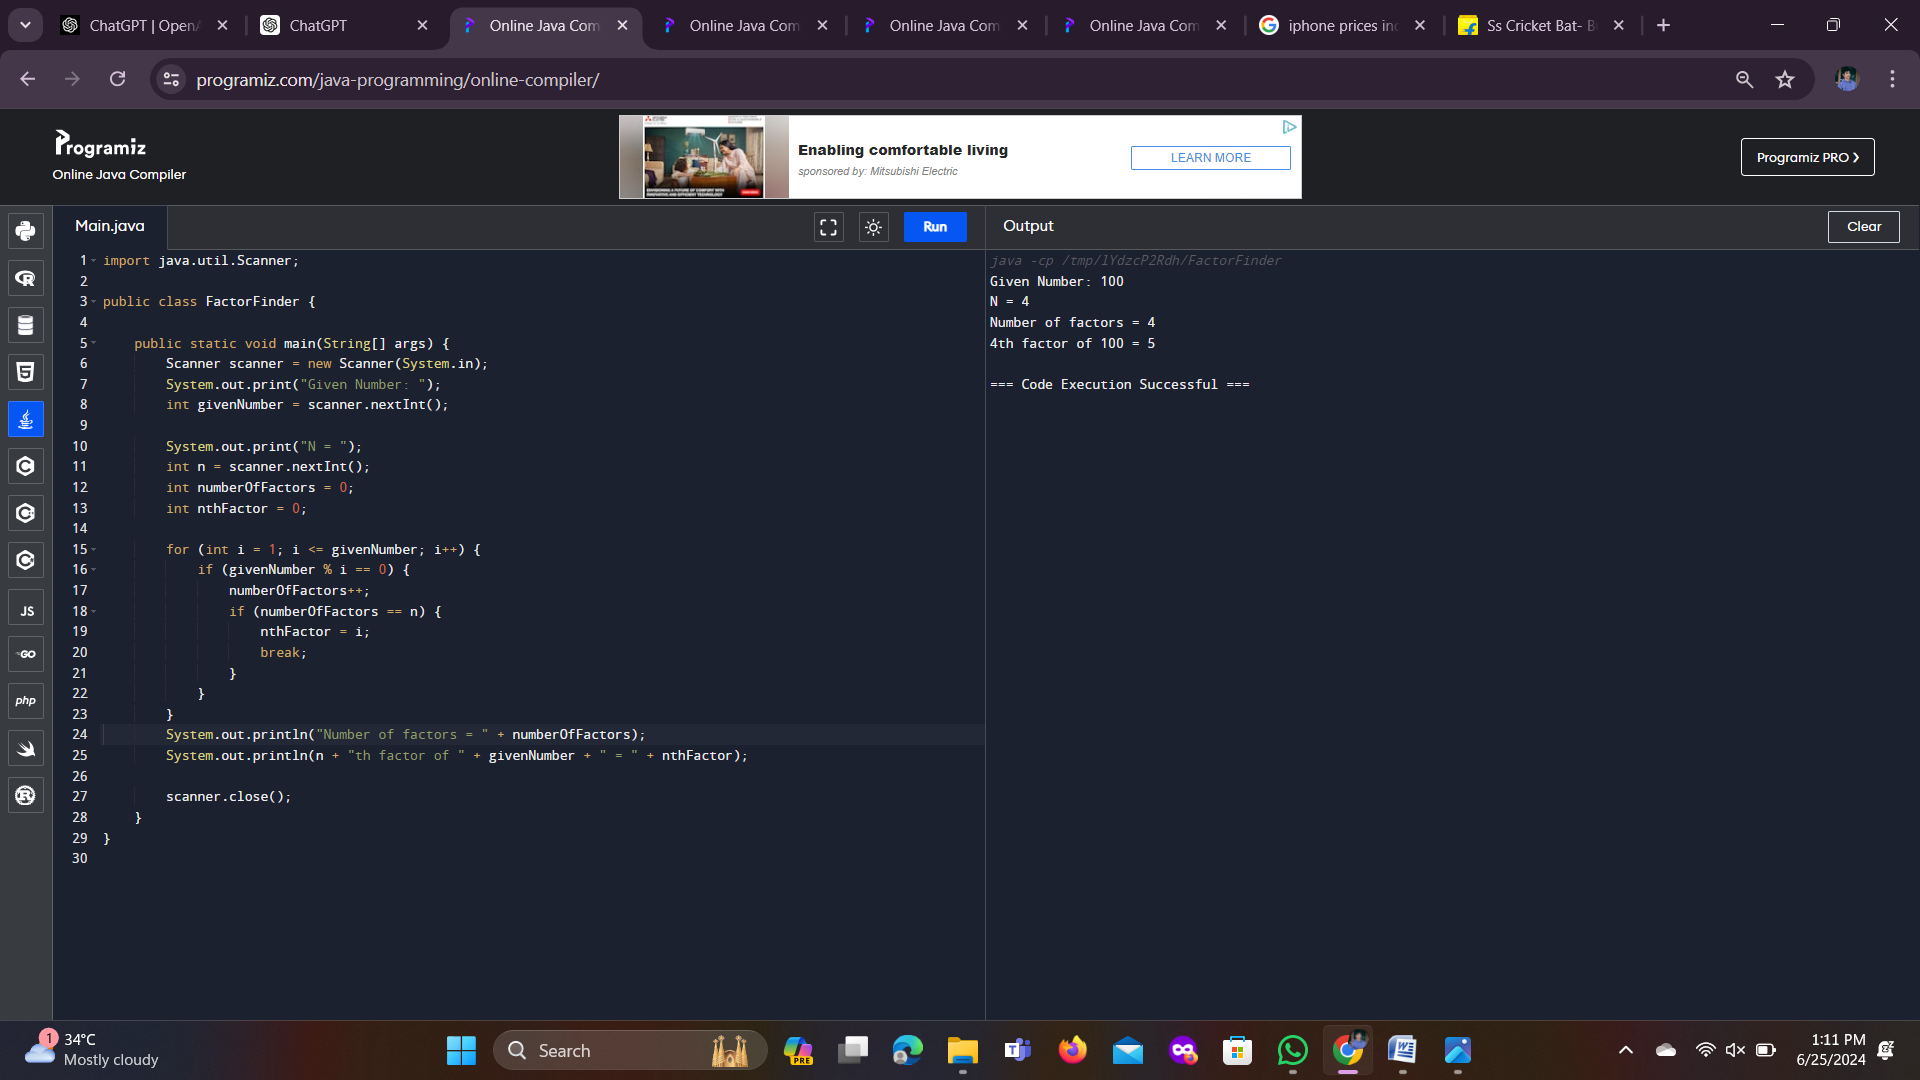 ChatGPT | Open
ChatGPT
Online Java Com
Online Java Com
Online Java Com
Online Java Com
iphone prices in
Ss Cricket Bat- B
programiz.com/java-programming/online-compiler/
Programiz
Online Java Compiler
Enabling comfortable living
sponsored by: Mitsubishi Electric
LEARN MORE
Programiz PRO >
Main.java
Run
Output
Clear
1 import java.util.Scanner;
2
3 public class FactorFinder {
4
5 public static void main(String[] args) {
6 Scanner scanner = new Scanner(System.in);
7 System.out.print("Given Number: ");
8 int givenNumber = scanner.nextInt();
9
10 System.out.print("N = ");
11 int n = scanner.nextInt();
12 int numberOfFactors = 0;
13 int nthFactor = 0;
14
15 for (int i = 1; i <= givenNumber; i++) {
16 if (givenNumber % i == 0) {
17 numberOfFactors++;
18 if (numberOfFactors == n) {
19 nthFactor = i;
20 break;
21 }
22 }
23 }
24 System.out.println("Number of factors = " + numberOfFactors);
25 System.out.println(n + "th factor of " + givenNumber + " = " + nthFactor);
26
27 scanner.close();
28 }
29 }
30
java -cp /tmp/lYdzcP2Rdh/FactorFinder
Given Number: 100
N = 4
Number of factors = 4
4th factor of 100 = 5
=== Code Execution Successful ===
JS
GO
php
1
34°C
Mostly cloudy
Search
PRE
1:11 PM
6/25/2024